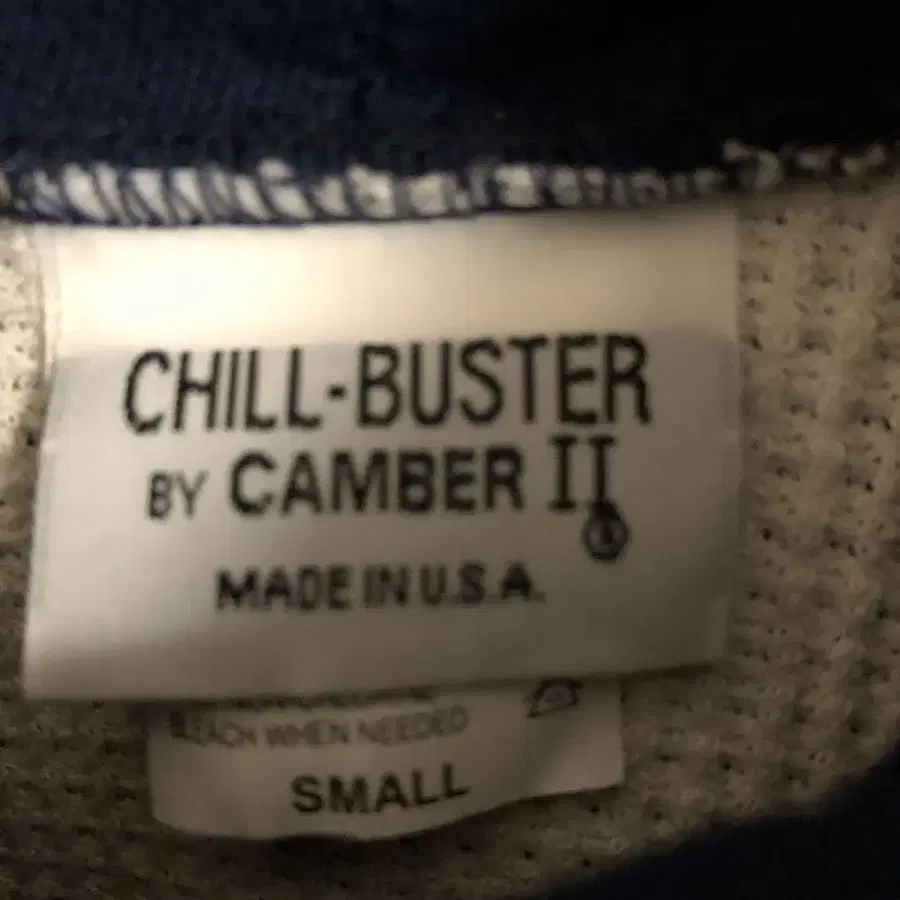 CHILL-BUSTER
BY CAMBER II
MADE IN U.S.A.
BLEACH WHEN NEEDED
SMALL